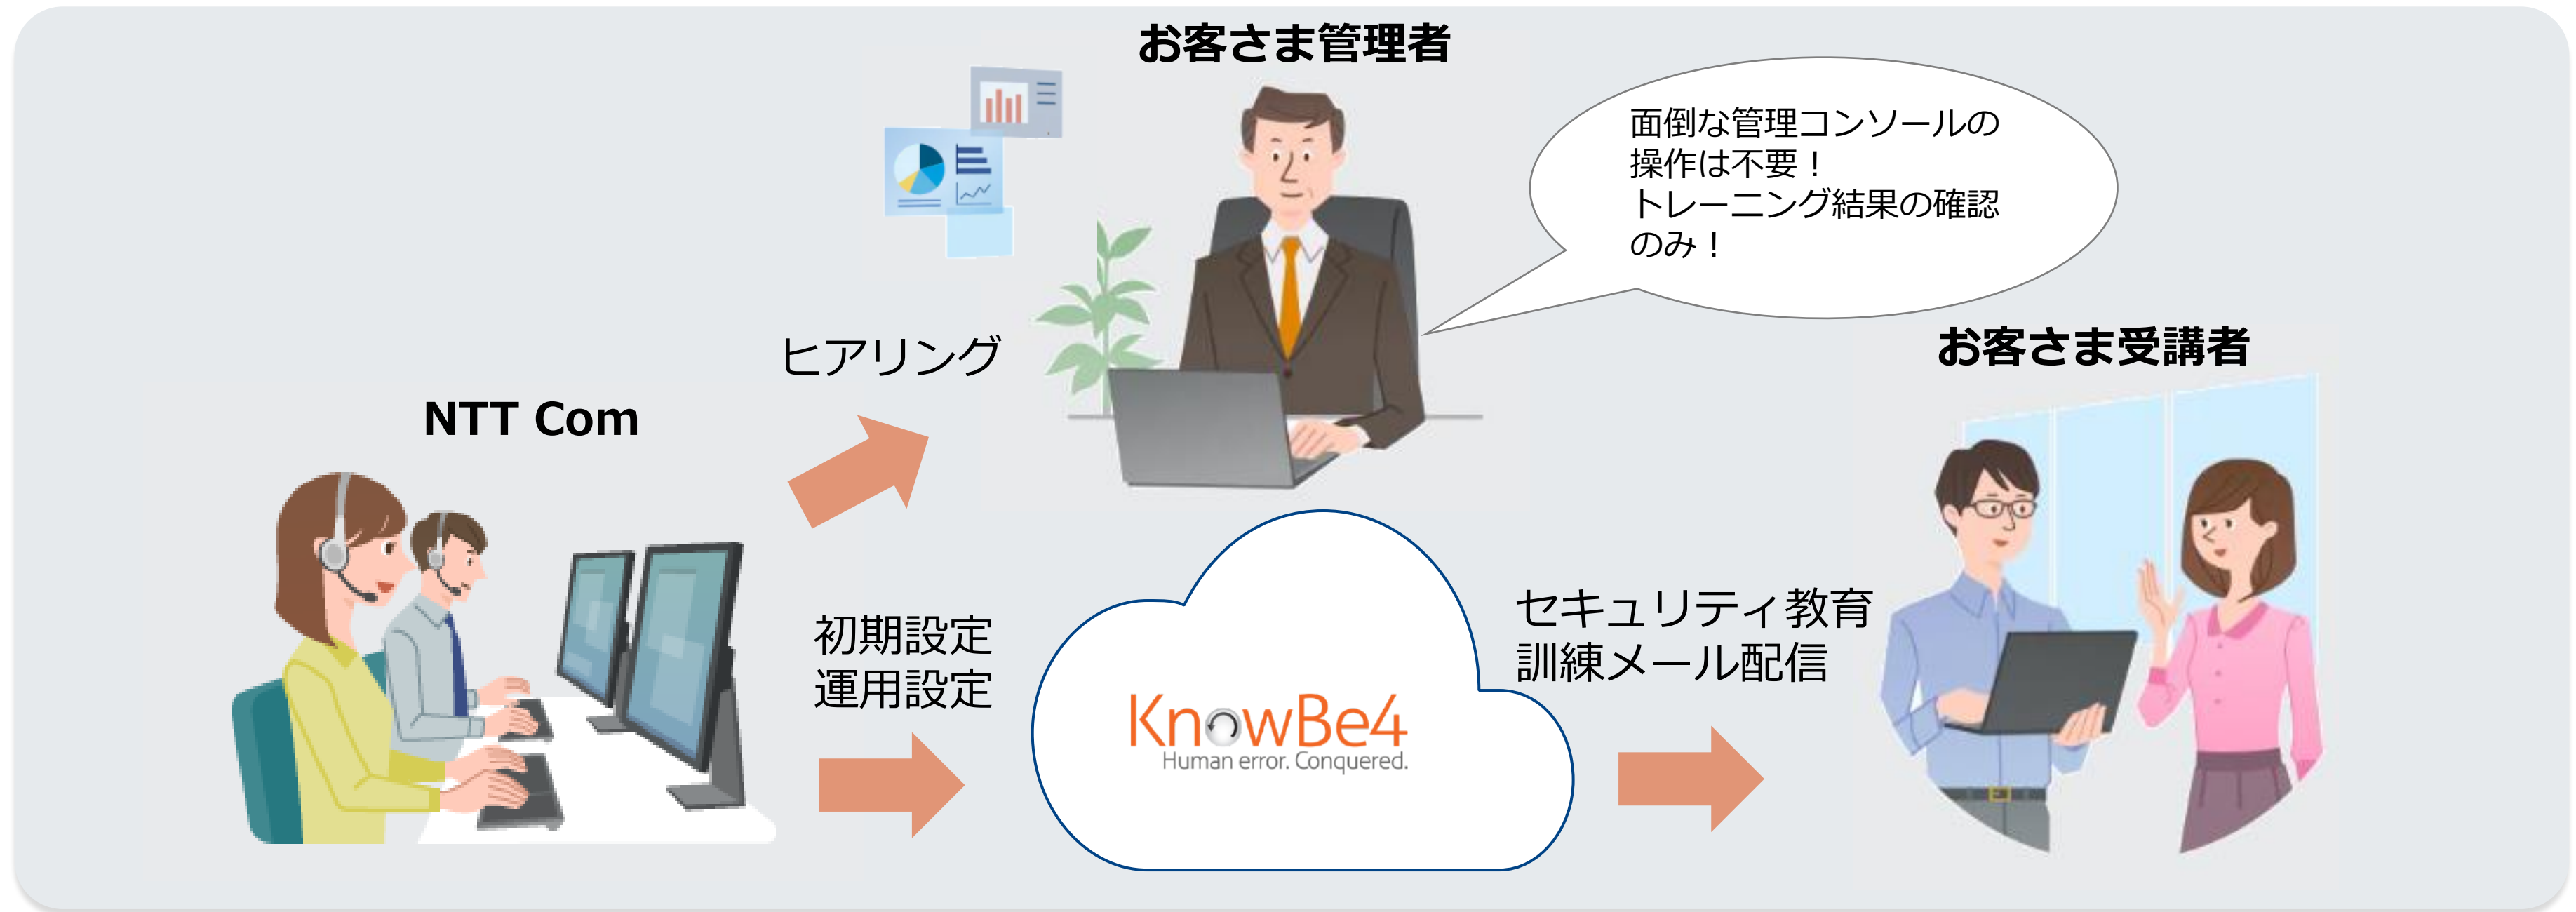 お客さま管理者
面倒な管理コンソールの
操作は不要！
トレーニング結果の確認
のみ！
ヒアリング
お客さま受講者
NTT Com
初期設定
運用設定
セキュリティ教育
訓練メール配信
KnowBe4
Human error. Conquered.